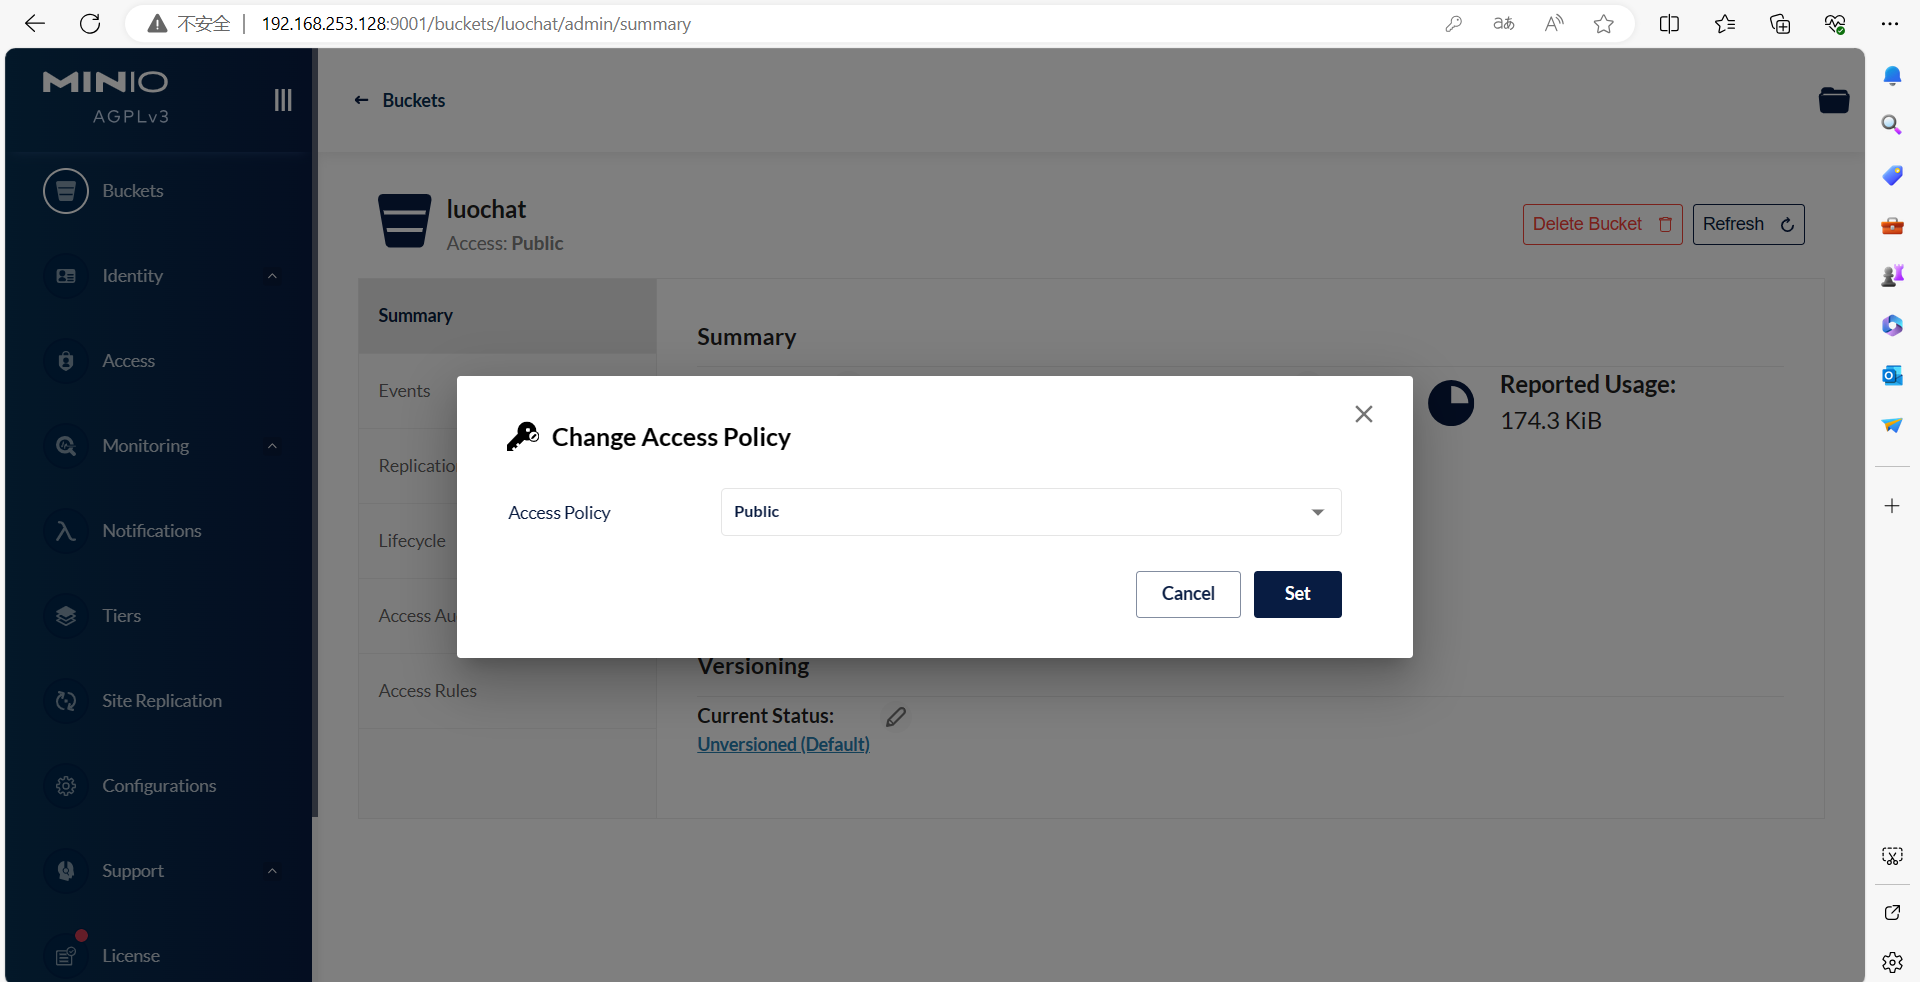 不安全 192.168.253.128:9001/buckets/luochat/admin/summary
MINIO
AGPLv3
Buckets
Identity
Access
Monitoring
Notifications
Tiers
Site Replication
Configurations
Support
License
Buckets
luochat
Access: Public
Delete Bucket
Refresh
Summary
Events
Replicatio
Lifecycle
Access Au
Access Rules
Summary
Reported Usage:
174.3 KiB
Change Access Policy
Access Policy
Public
Cancel
Set
Versioning
Current Status:
Unversioned (Default)